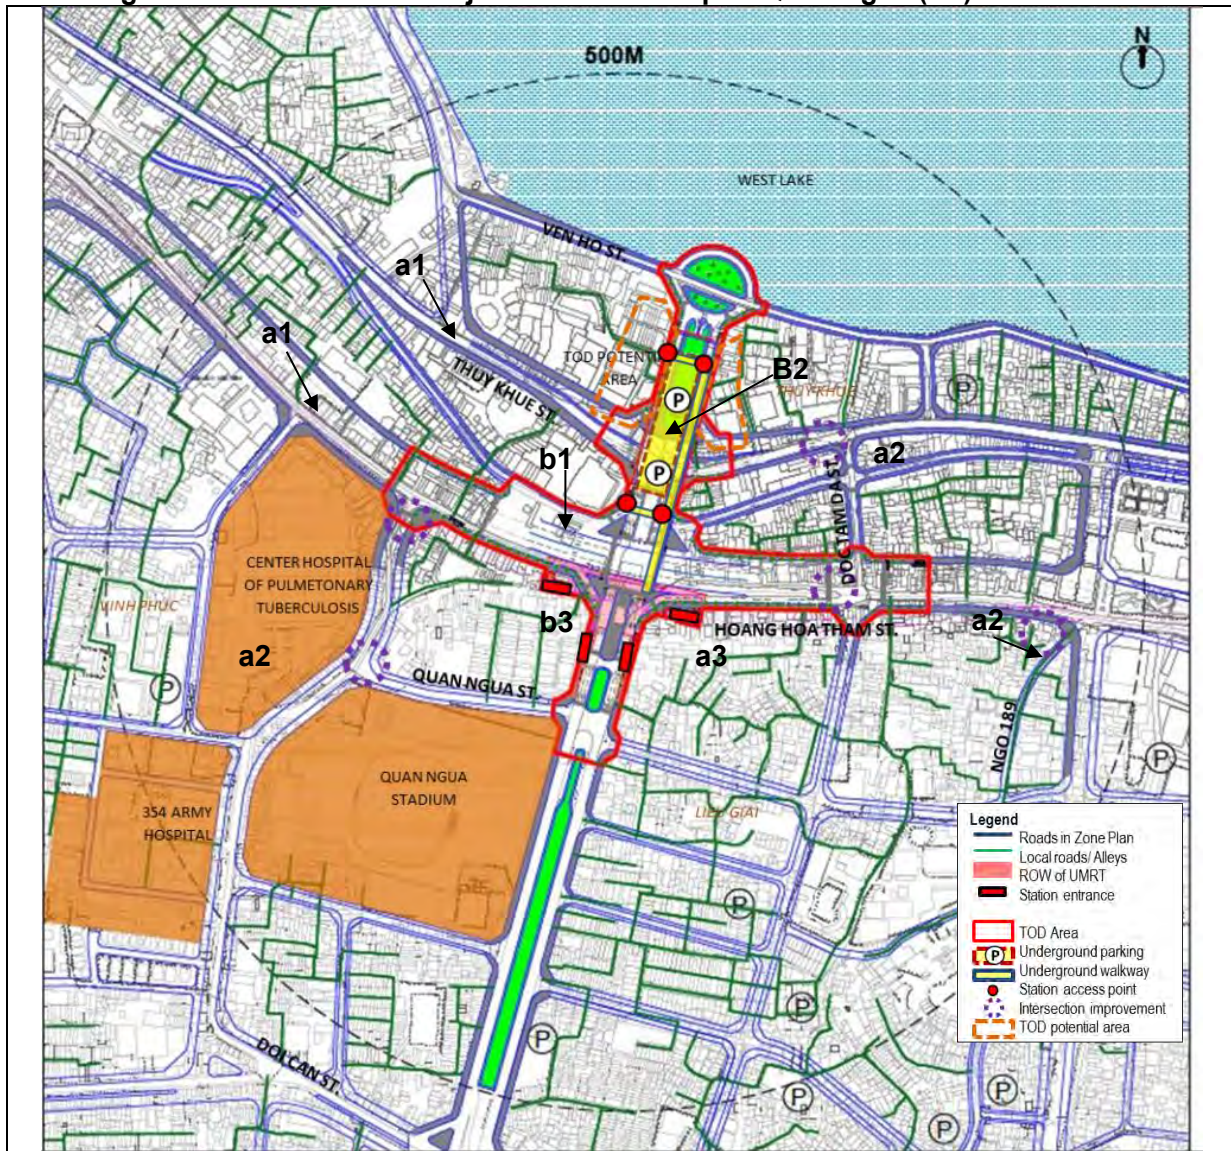 500M
N
WEST LAKE
VEN HO ST.
a1
a1
TOD POTENTI
AREA
THUY KHUE ST.
P
B2
THUY KHUE
P
b1
P
a2
DOC TAM DA ST.
CENTER HOSPITAL
OF PULMETONARY
TUBERCULOSIS
VINH PHUC
b3
HOANG HOA THAM ST.
a2
a2
a3
P
QUAN NGUA ST.
NGO 189
P
QUAN NGUA
STADIUM
354 ARMY
HOSPITAL
LIEU GIAI
P
P
P
DOLCAN ST.
P
P
P
Legend
Roads in Zone Plan
Local roads/ Alleys
ROW of UMRT
Station entrance
TOD Area
P
Underground parking
Underground walkway
Station access point
Intersection improvement
TOD potential area